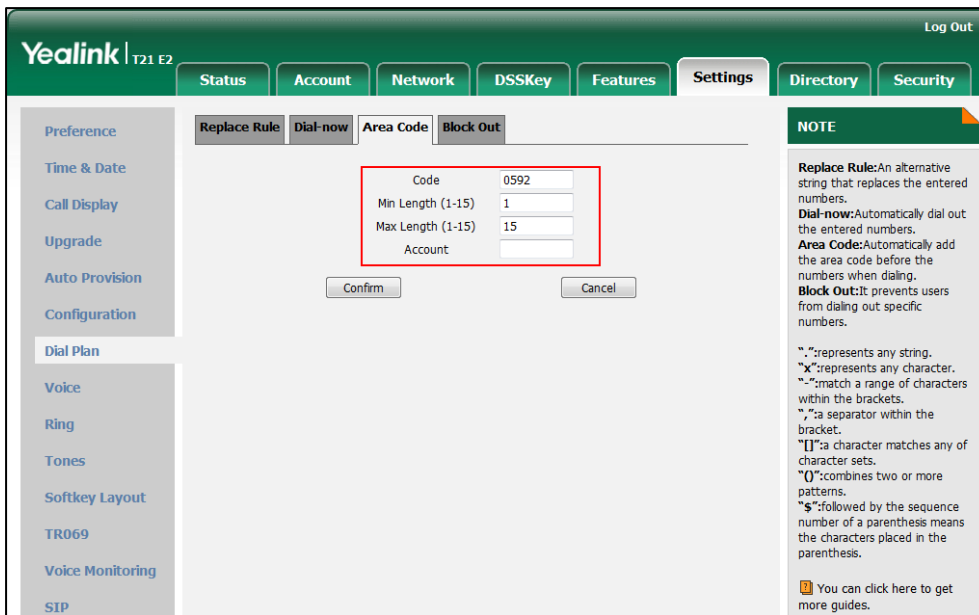 Log Out
Yealink | T21 E2
Status
Account
Network
DSSKey
Features
Settings
Directory
Security
Preference
Time & Date
Call Display
Upgrade
Auto Provision
Configuration
Dial Plan
Voice
Ring
Tones
Softkey Layout
TR069
Voice Monitoring
SIP
Replace Rule
Dial-now
Area Code
Block Out
Code 0592
Min Length (1-15) 1
Max Length (1-15) 15
Account
Confirm
Cancel
NOTE
Replace Rule:An alternative
string that replaces the entered
numbers.
Dial-now:Automatically dial out
the entered numbers.
Area Code:Automatically add
the area code before the
numbers when dialing.
Block Out:It prevents users
from dialing out specific
numbers.
“.”:represents any string.
“x”:represents any character.
“-”:match a range of characters
within the brackets.
“,”:a separator within the
bracket.
“[]”:a character matches any of
character sets.
“()”:combines two or more
patterns.
“$”:followed by the sequence
number of a parenthesis means
the characters placed in the
parenthesis.
You can click here to get
more guides.